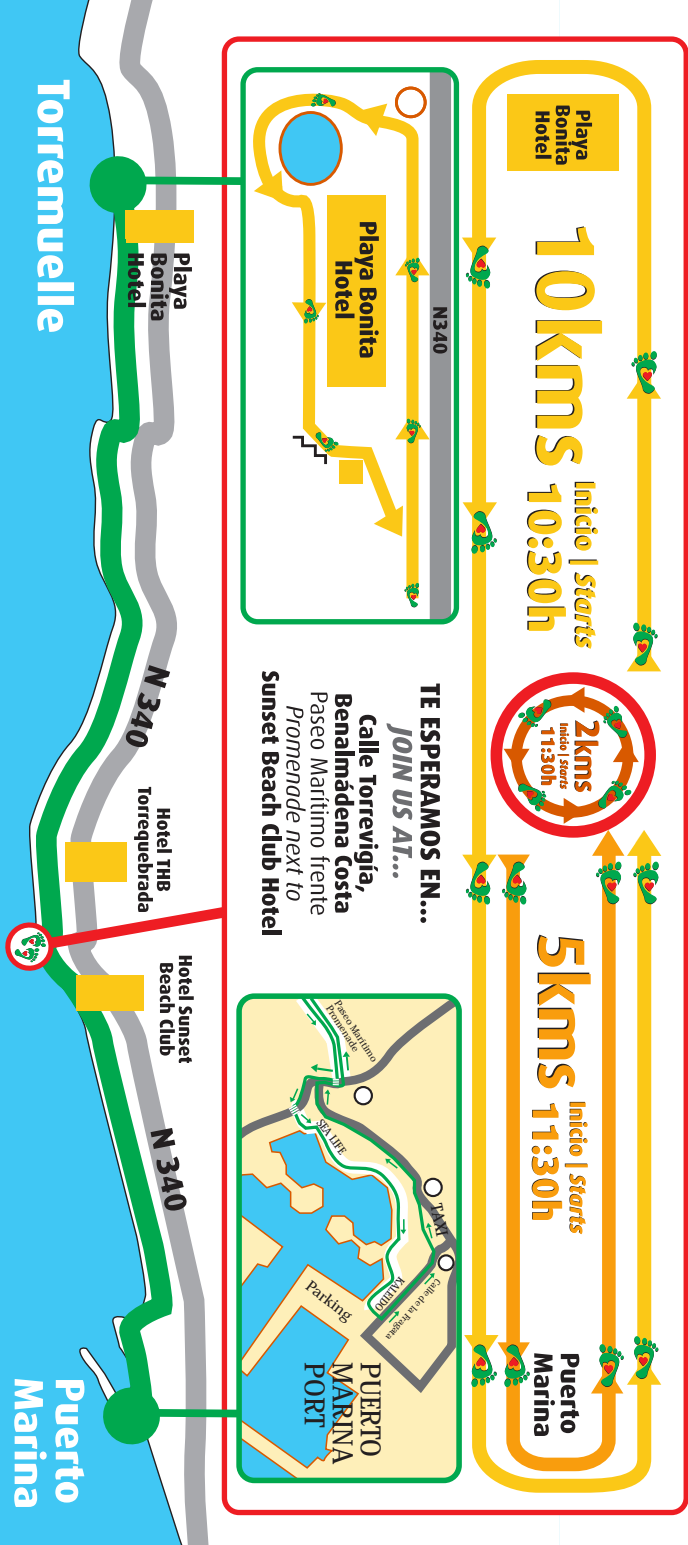 Playa
Bonita
Hotel
10kms
Inicio | Starts
10:30h
2kms
Inicio | Starts
11:30h
5kms
Inicio | Starts
11:30h
Puerto
Marina
N340
Playa Bonita
Hotel
TE ESPERAMOS EN...
JOIN US AT...
Calle Torrevigía,
Benalmádena Costa
Paseo Marítimo frente
Promenade next to
Sunset Beach Club Hotel
Paseo Marítimo
Promenade
SEA LIFE
TAXI
KALEIDO
Calle de la Fragata
Parking
PUERTO
MARINA
PORT
Playa
Bonita
Hotel
N 340
Hotel THB
Torrequebrada
Hotel Sunset
Beach Club
N 340
Torremuelle
Puerto
Marina